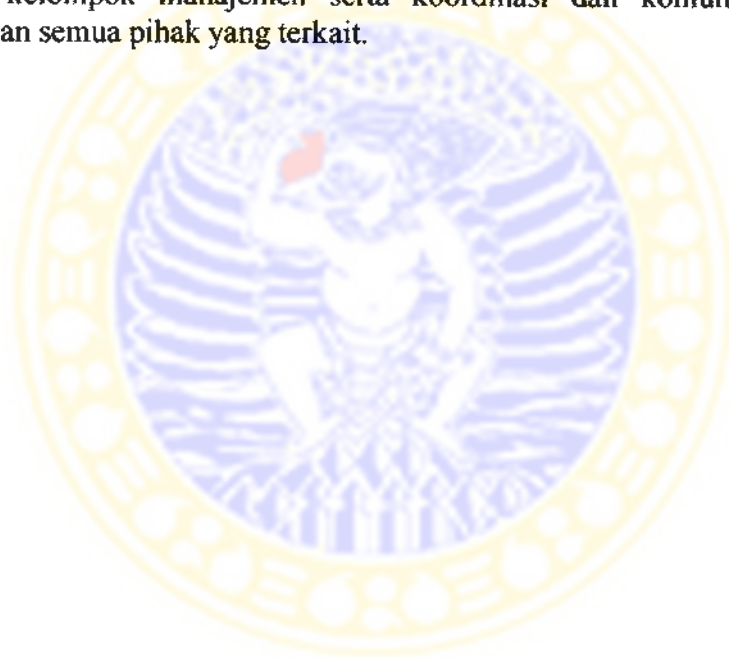 kelompok manajemen serta koordinasi dan
an semua pihak yang terkait.